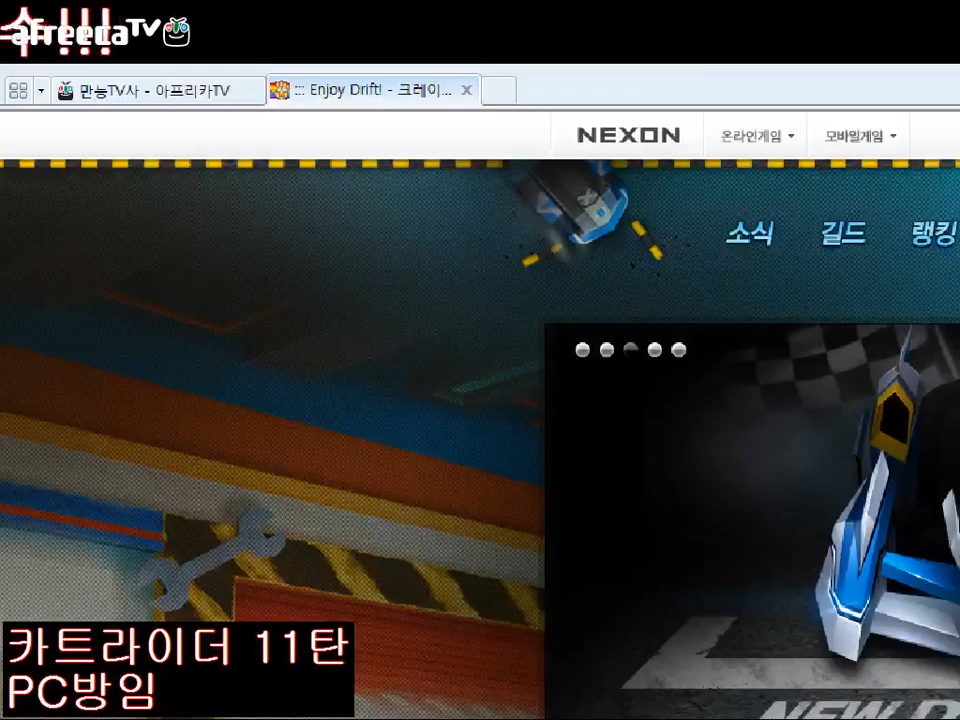 수!!!
afreecaTV
만능TV사 - 아프리카TV
::: Enjoy Drift! - 크레이...
NEXON
온라인게임
모바일게임
소식 길드 랭킹
카트라이더 11탄
PC방임